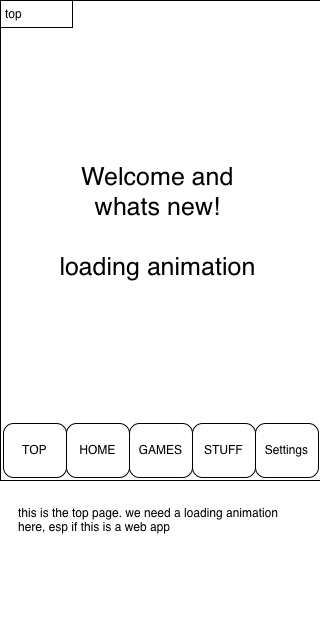 top
Welcome and
whats new!
loading animation
TOP
HOME
GAMES
STUFF
Settings
this is the top page. we need a loading animation
here, esp if this is a web app